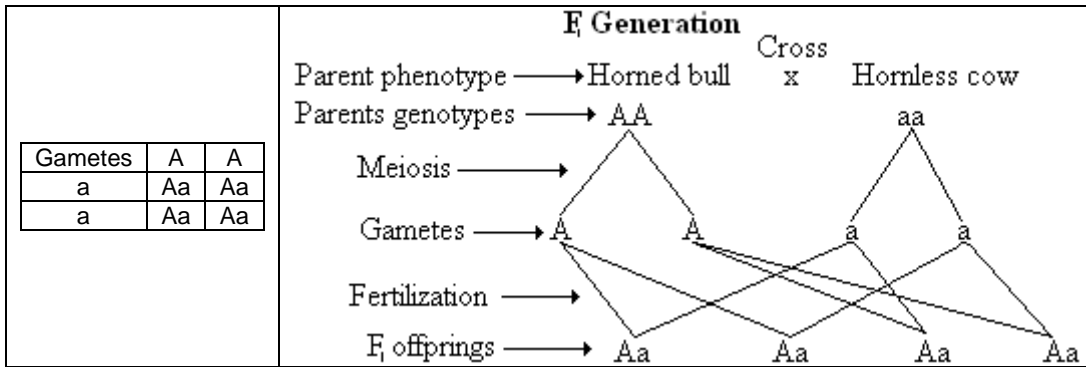 Gametes A A
a Aa Aa
a Aa Aa
F₁ Generation
Cross
Parent phenotype Horned bull x Hornless cow
Parents genotypes AA aa
Meiosis
Gametes A A a a
Fertilization
F₁ offprings Aa Aa Aa Aa